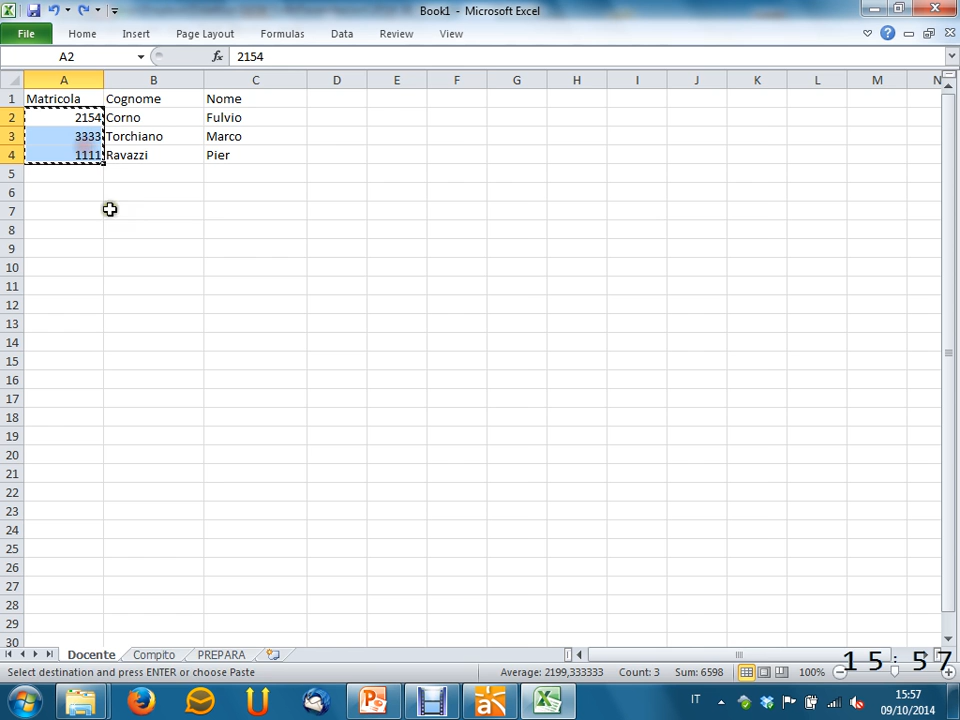 Book1 - Microsoft Excel
File Home Insert Page Layout Formulas Data Review View
A2 fx 2154
A B C D E F G H I J K L M N
1 Matricola Cognome Nome
2 2154 Corno Fulvio
3 3333 Torchiano Marco
4 1111 Ravazzi Pier
5
6
7
8
9
10
11
12
13
14
15
16
17
18
19
20
21
22
23
24
25
26
27
28
29
30
Docente Compito PREPARA
Select destination and press ENTER or choose Paste Average: 2199,333333 Count: 3 Sum: 6598 100%
15:57
IT 15:57
09/10/2014